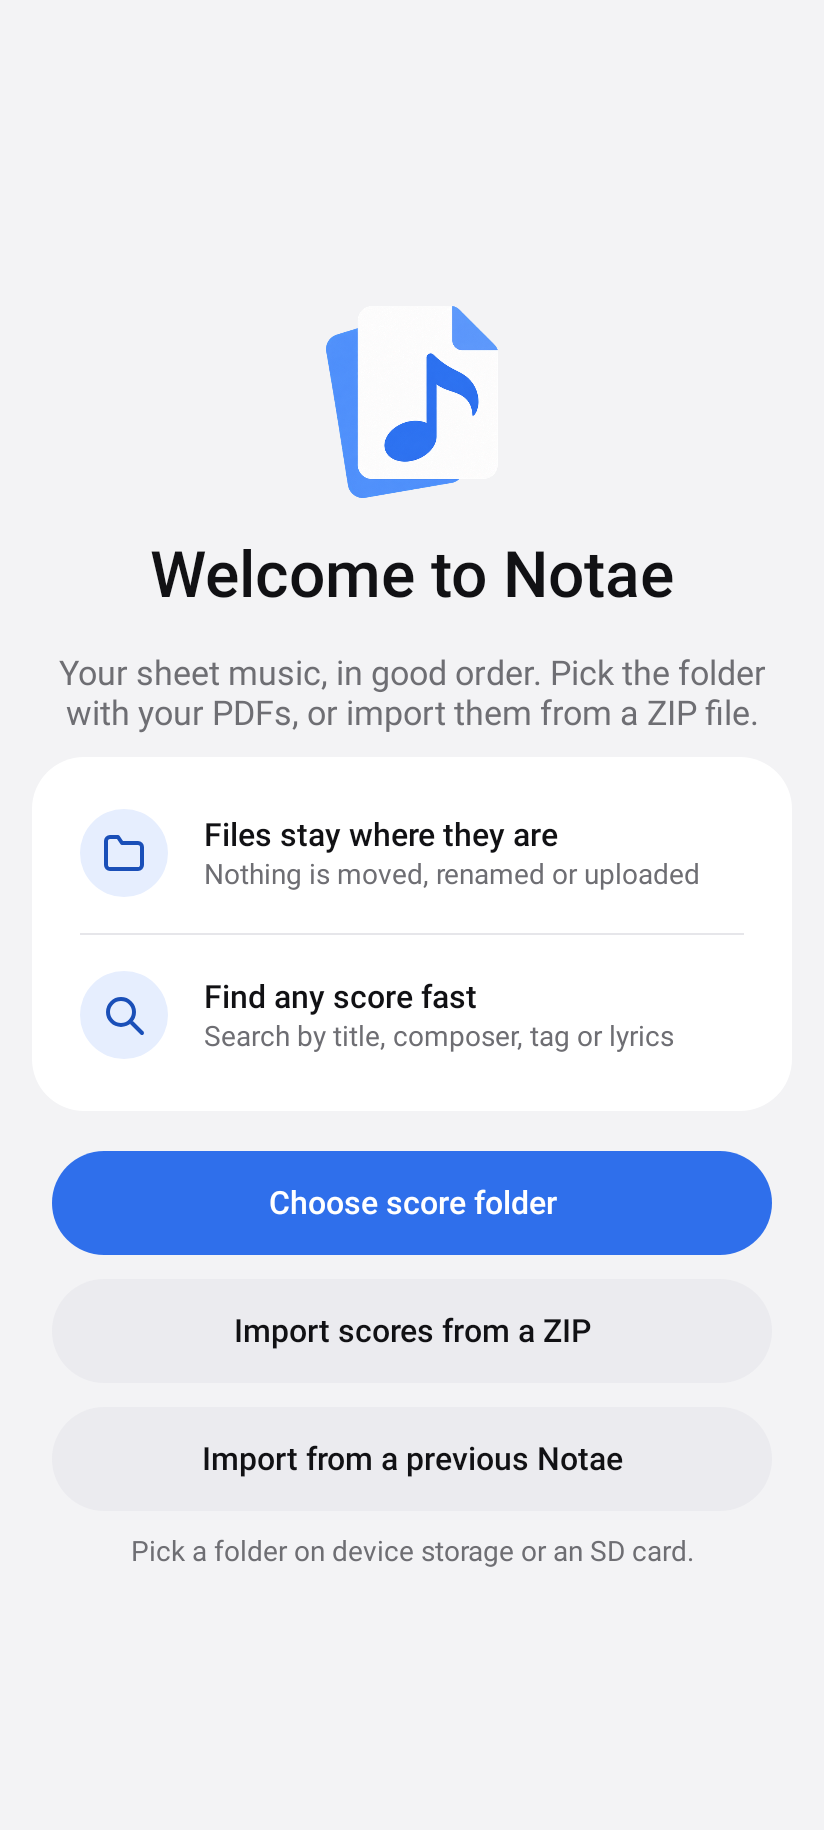 Welcome to Notae
Your sheet music, in good order. Pick the folder
with your PDFs, or import them from a ZIP file.
Files stay where they are
Nothing is moved, renamed or uploaded
Find any score fast
Search by title, composer, tag or lyrics
Choose score folder
Import scores from a ZIP
Import from a previous Notae
Pick a folder on device storage or an SD card.